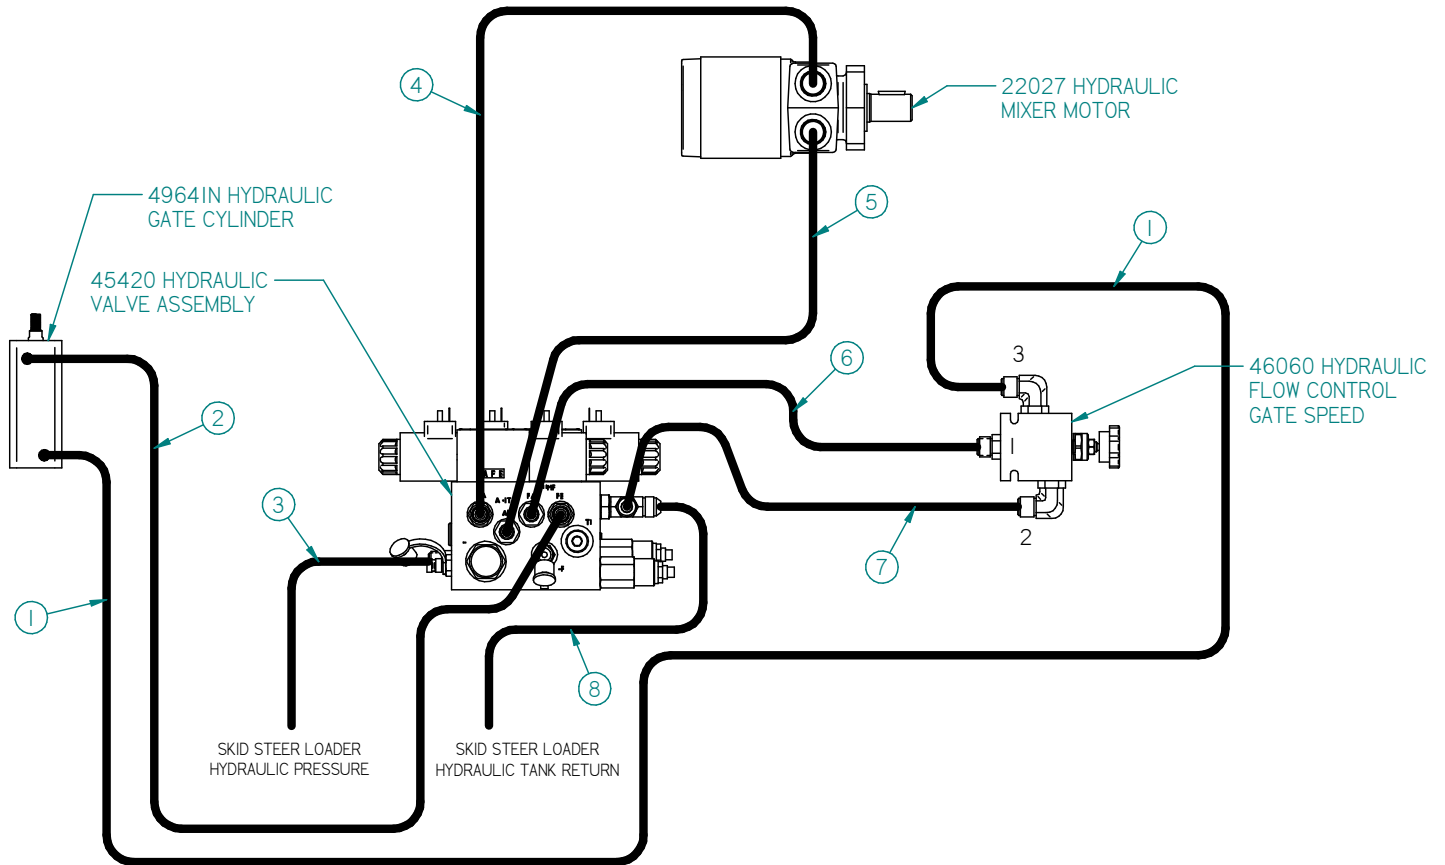 4
22027 HYDRAULIC
MIXER MOTOR
4964IN HYDRAULIC
GATE CYLINDER
5
1
45420 HYDRAULIC
VALVE ASSEMBLY
3
6
46060 HYDRAULIC
FLOW CONTROL
GATE SPEED
2
3
2
7
1
8
SKID STEER LOADER
HYDRAULIC PRESSURE
SKID STEER LOADER
HYDRAULIC TANK RETURN